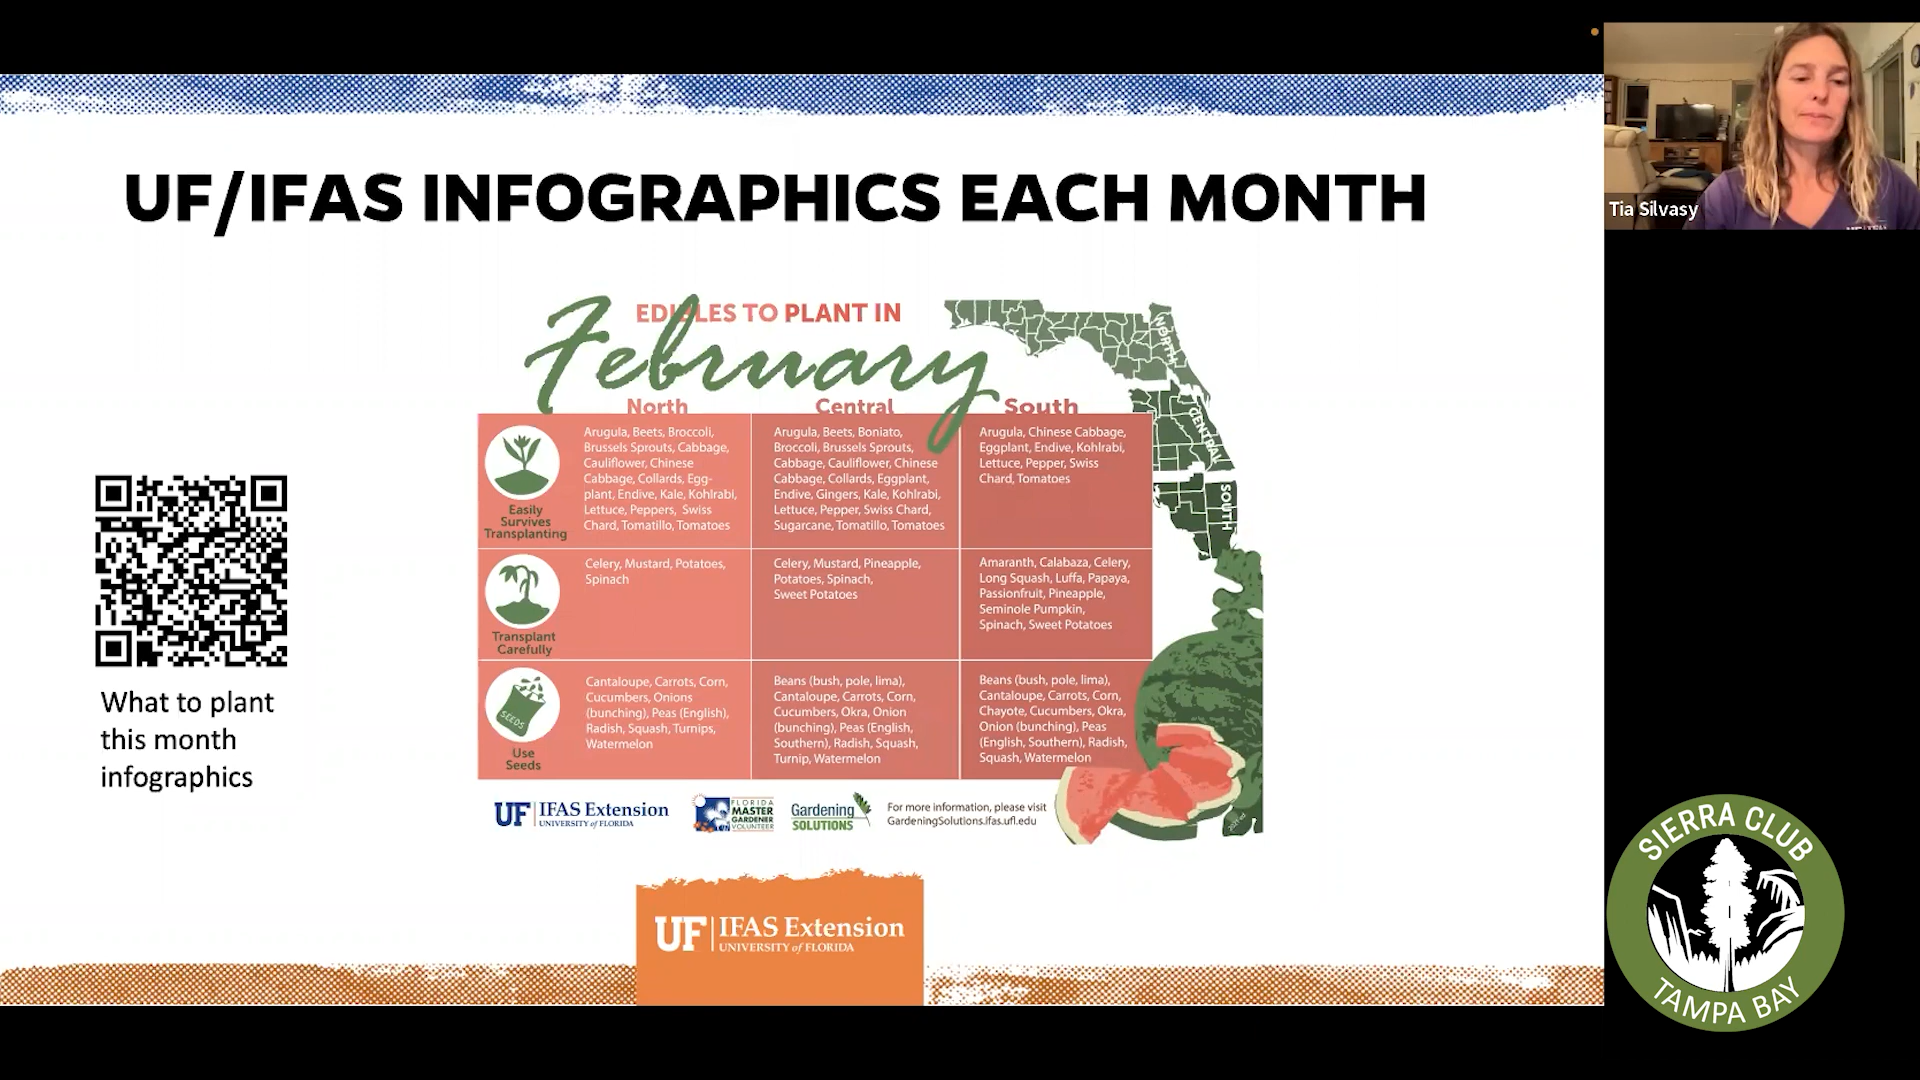 Tia Silvasy
UF/IFAS INFOGRAPHICS EACH MONTH
EDIBLES TO PLANT IN
February
North
Central
South
NORTH
CENTRAL
SOUTH
Easily
Survives
Transplanting
Arugula, Beets, Broccoli,
Brussels Sprouts, Cabbage,
Cauliflower, Chinese
Cabbage, Collards, Egg-
plant, Endive, Kale, Kohlrabi,
Lettuce, Peppers, Swiss
Chard, Tomatillo, Tomatoes
Arugula, Beets, Boniato,
Broccoli, Brussels Sprouts,
Cabbage, Cauliflower, Chinese
Cabbage, Collards, Eggplant,
Endive, Gingers, Kale, Kohlrabi,
Lettuce, Pepper, Swiss Chard,
Sugarcane, Tomatillo, Tomatoes
Arugula, Chinese Cabbage,
Eggplant, Endive, Kohlrabi,
Lettuce, Pepper, Swiss
Chard, Tomatoes
Transplant
Carefully
Celery, Mustard, Potatoes,
Spinach
Celery, Mustard, Pineapple,
Potatoes, Spinach,
Sweet Potatoes
Amaranth, Calabaza, Celery,
Long Squash, Luffa, Papaya,
Passionfruit, Pineapple,
Seminole Pumpkin,
Spinach, Sweet Potatoes
SEEDS
Use
Seeds
Cantaloupe, Carrots, Corn,
Cucumbers, Onions
(bunching), Peas (English),
Radish, Squash, Turnips,
Watermelon
Beans (bush, pole, lima),
Cantaloupe, Carrots, Corn,
Cucumbers, Okra, Onion
(bunching), Peas (English,
Southern), Radish, Squash,
Turnip, Watermelon
Beans (bush, pole, lima),
Cantaloupe, Carrots, Corn,
Chayote, Cucumbers, Okra,
Onion (bunching), Peas
(English, Southern), Radish,
Squash, Watermelon
What to plant
this month
infographics
UF IFAS Extension
UNIVERSITY of FLORIDA
FLORIDA
MASTER
GARDENER
VOLUNTEER
Gardening
SOLUTIONS
For more information, please visit
GardeningSolutions.ifas.ufl.edu
UF IFAS Extension
UNIVERSITY of FLORIDA
SIERRA CLUB
TAMPA BAY